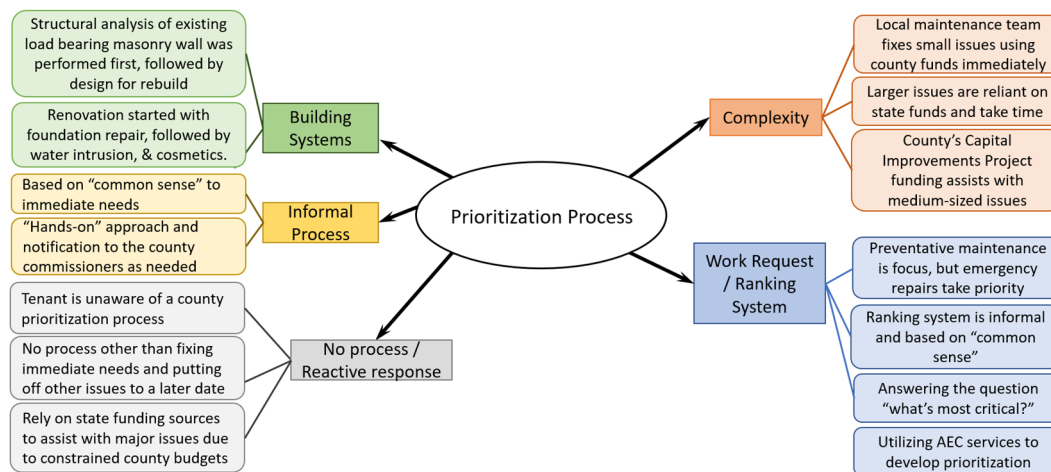 Structural analysis of existing
load bearing masonry wall was
performed first, followed by
design for rebuild
Renovation started with
foundation repair, followed by
water intrusion, & cosmetics.
Building
Systems
Based on “common sense” to
immediate needs
“Hands-on” approach and
notification to the county
commissioners as needed
Informal
Process
Tenant is unaware of a county
prioritization process
No process other than fixing
immediate needs and putting
off other issues to a later date
Rely on state funding sources
to assist with major issues due
to constrained county budgets
No process /
Reactive response
Prioritization Process
Complexity
Local maintenance team
fixes small issues using
county funds immediately
Larger issues are reliant on
state funds and take time
County’s Capital
Improvements Project
funding assists with
medium-sized issues
Work Request
/ Ranking
System
Preventative maintenance
is focus, but emergency
repairs take priority
Ranking system is informal
and based on “common
sense”
Answering the question
“what’s most critical?”
Utilizing AEC services to
develop prioritization